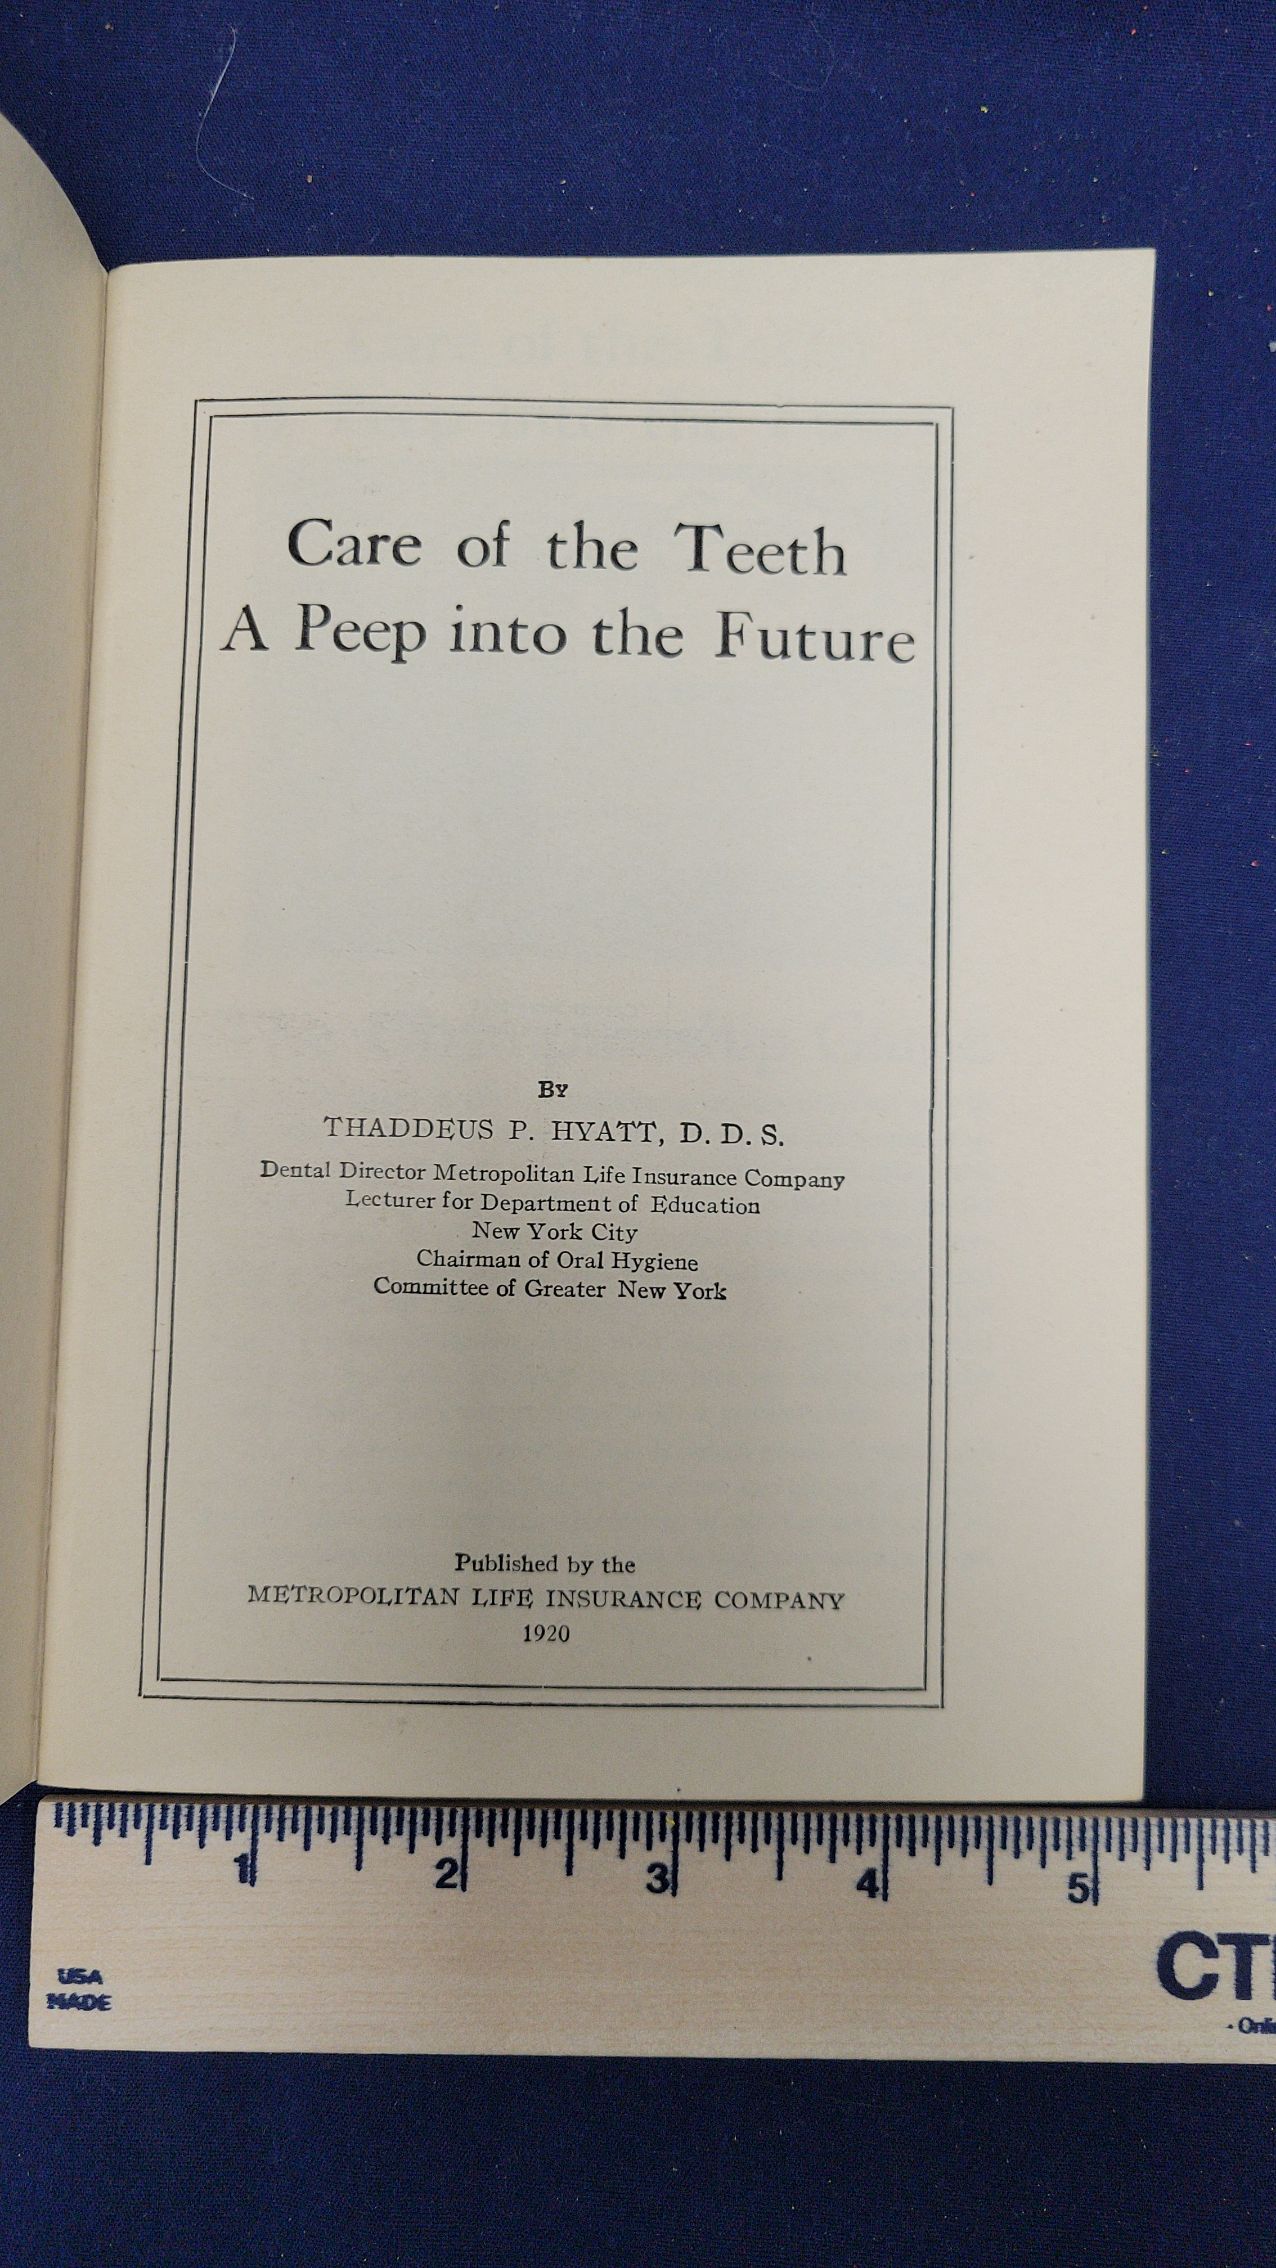 Care of the Teeth
A Peep into the Future
BY
THADDEUS P. HYATT, D. D. S.
Dental Director Metropolitan Life Insurance Company
Lecturer for Department of Education
New York City
Chairman of Oral Hygiene
Committee of Greater New York
Published by the
METROPOLITAN LIFE INSURANCE COMPANY
1920
1 2 3 4 5
USA
MADE